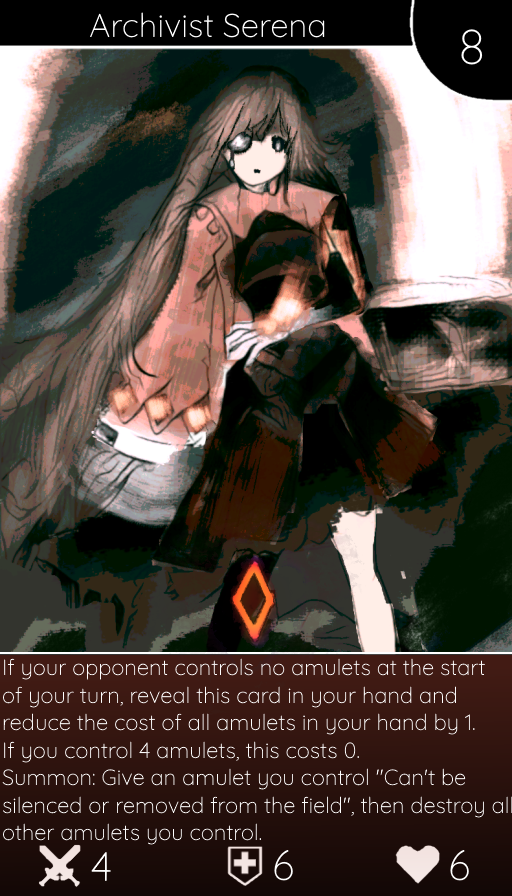 Archivist Serena
8
If your opponent controls no amulets at the start
of your turn, reveal this card in your hand and
reduce the cost of all amulets in your hand by 1.
If you control 4 amulets, this costs 0.
Summon: Give an amulet you control "Can't be
silenced or removed from the field", then destroy all
other amulets you control.
4 6 6